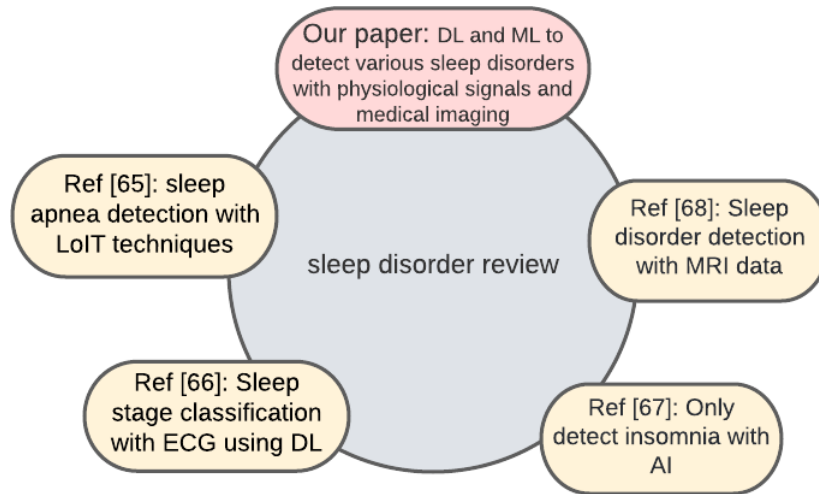 Our paper: DL and ML to
detect various sleep disorders
with physiological signals and
medical imaging
Ref [65]: sleep
apnea detection with
LoIT techniques
Ref [68]: Sleep
disorder detection
with MRI data
sleep disorder review
Ref [66]: Sleep
stage classification
with ECG using DL
Ref [67]: Only
detect insomnia with
AI